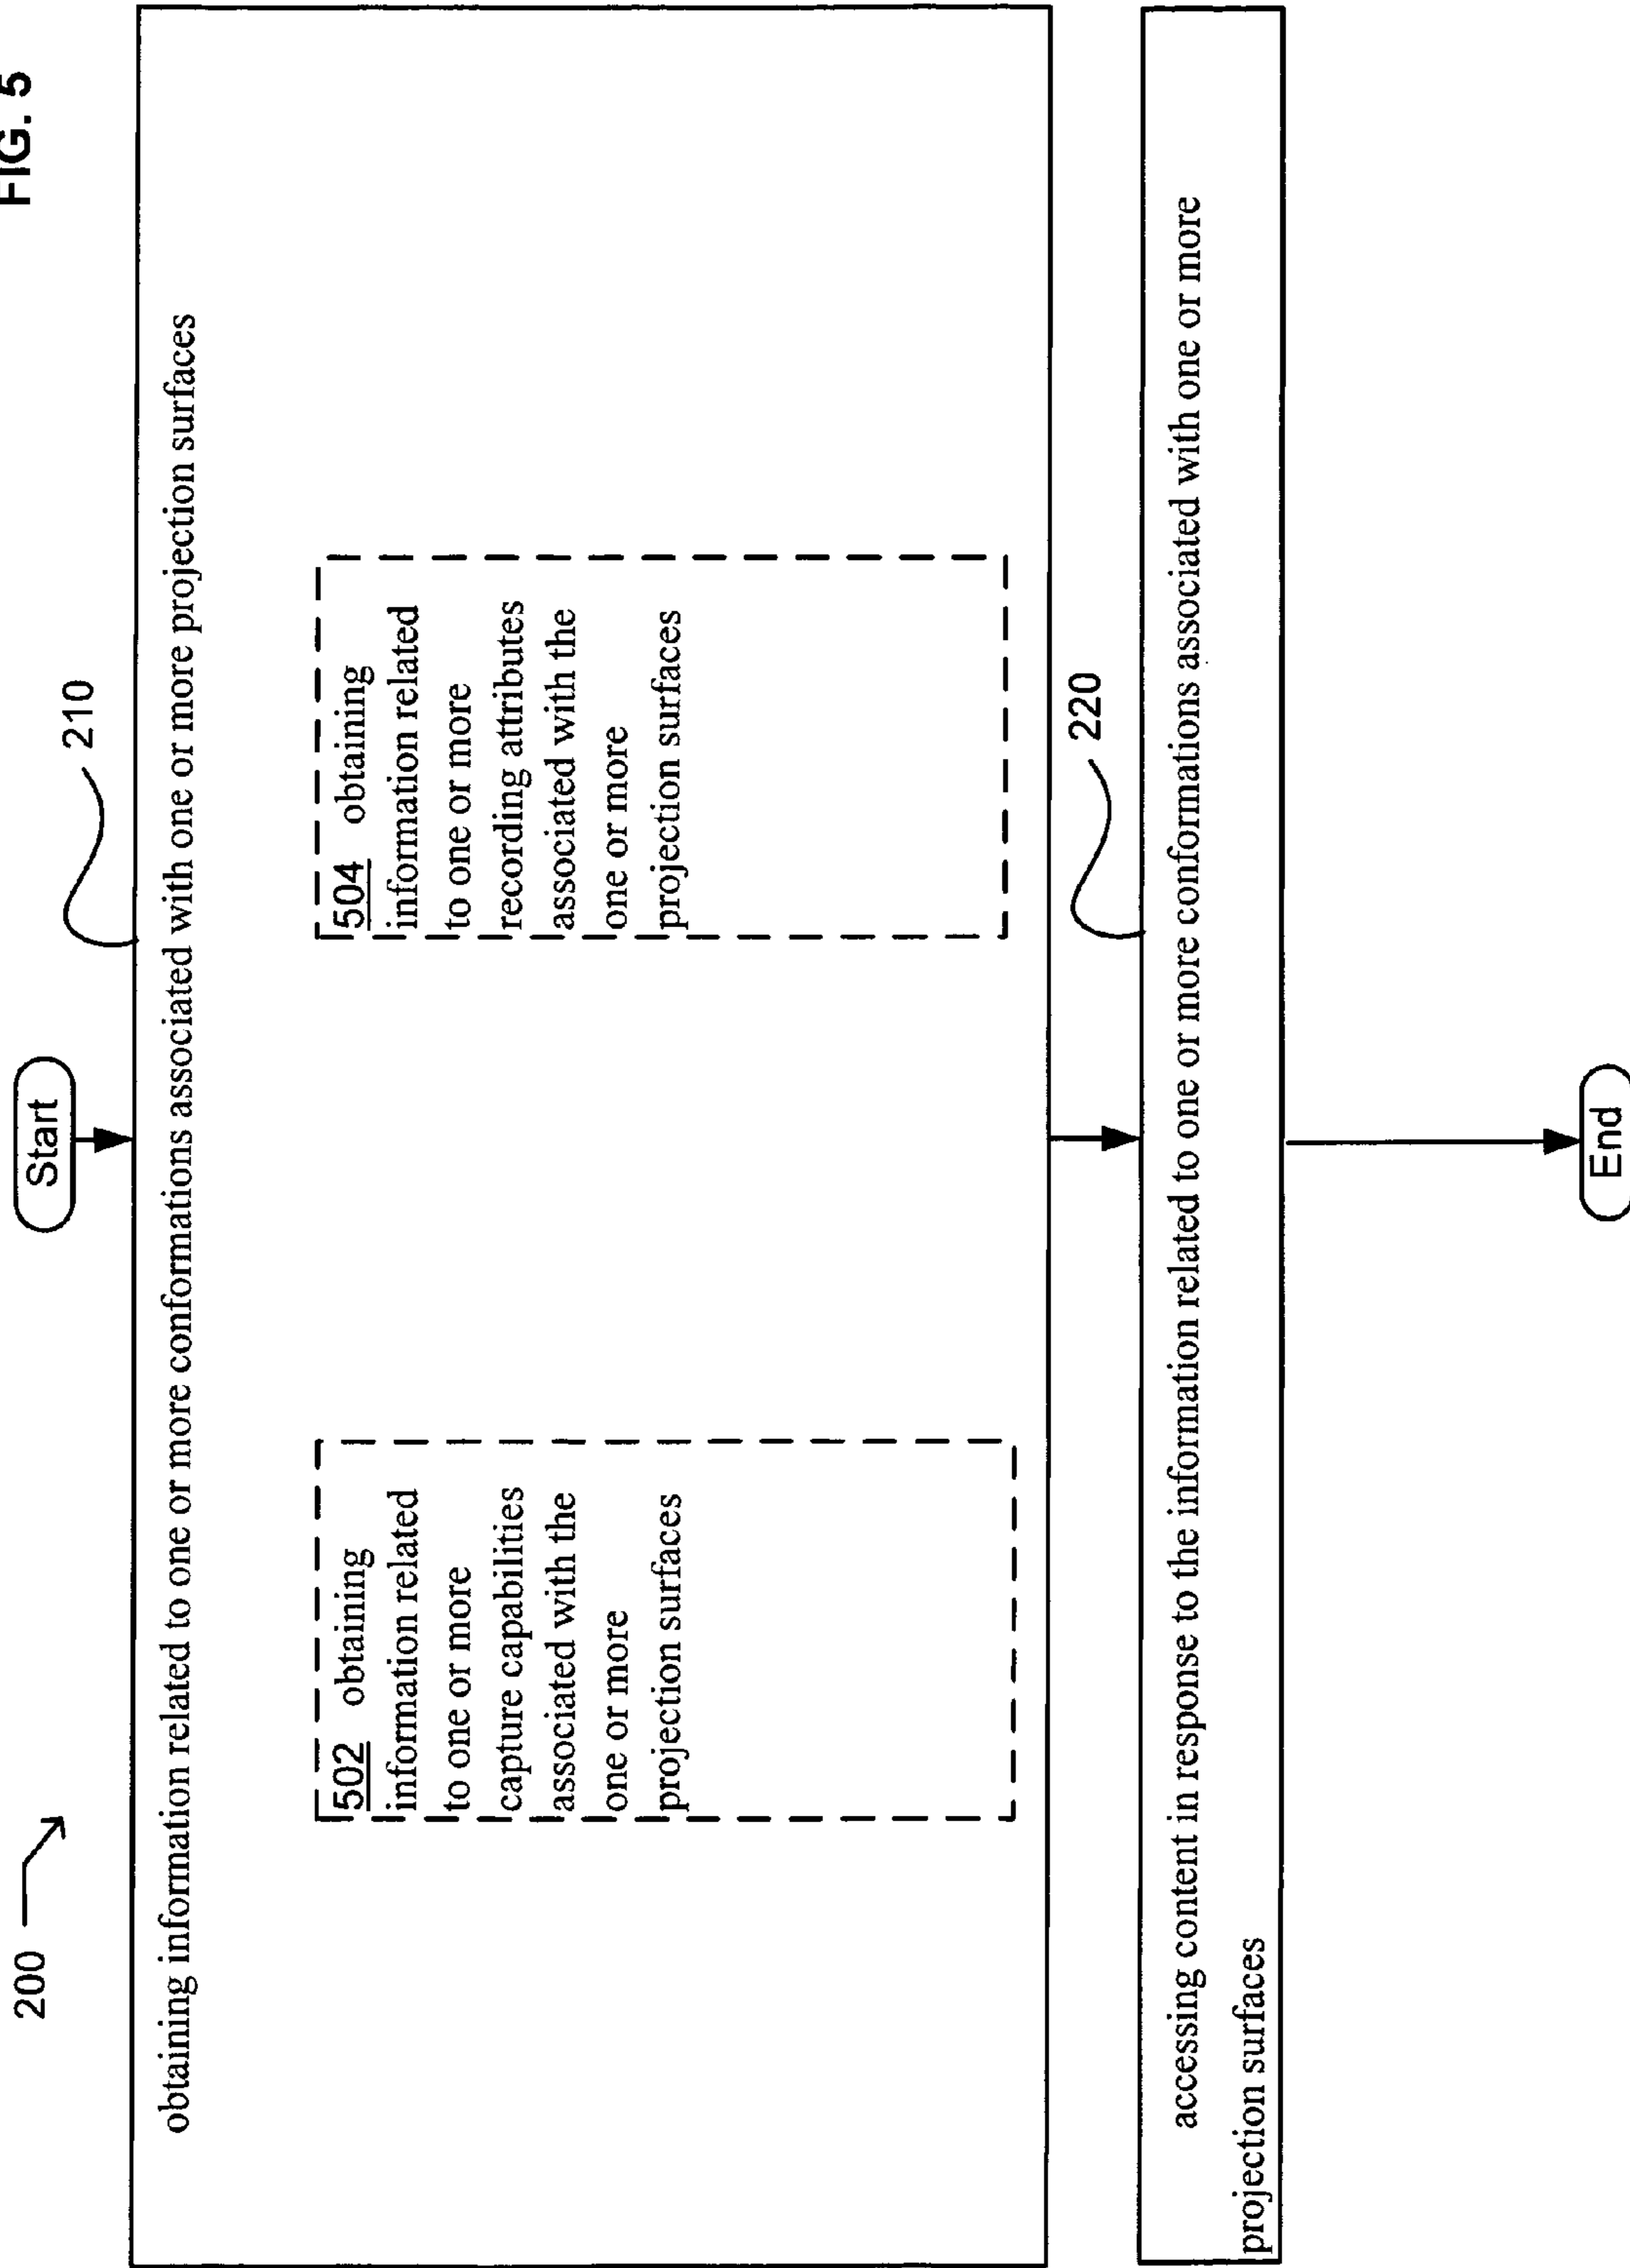 FIG. 5
200
Start
210
obtaining information related to one or more conformations associated with one or more projection surfaces
502 obtaining
information related
to one or more
capture capabilities
associated with the
one or more
projection surfaces
504 obtaining
information related
to one or more
recording attributes
associated with the
one or more
projection surfaces
220
accessing content in response to the information related to one or more conformations associated with one or more
projection surfaces
End